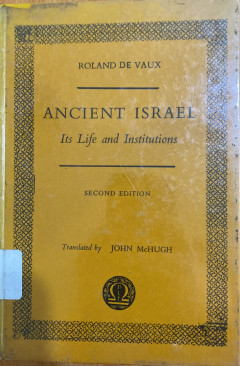 ROLAND DE VAUX
ANCIENT ISRAEL
Its Life and Institutions
SECOND EDITION
Translated by JOHN McHUGH